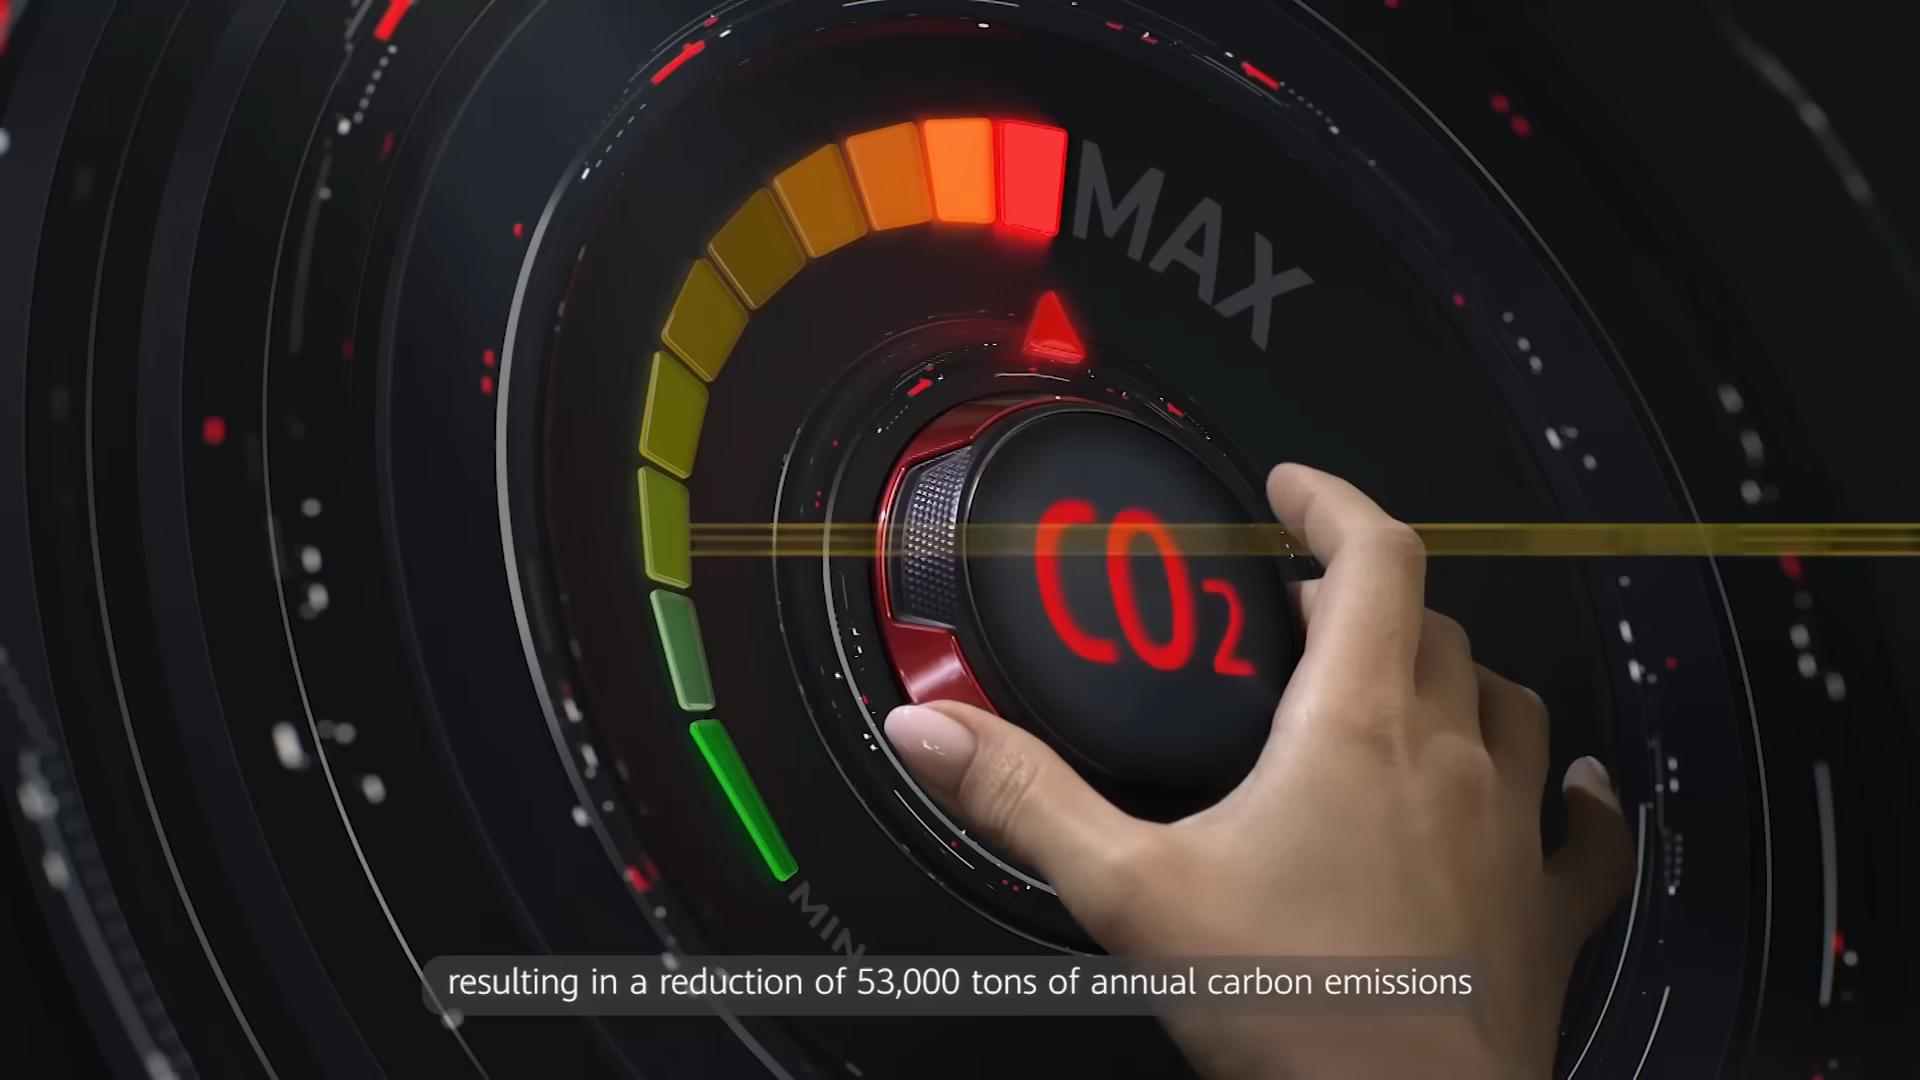 MAX
CO2
MIN
resulting in a reduction of 53,000 tons of annual carbon emissions